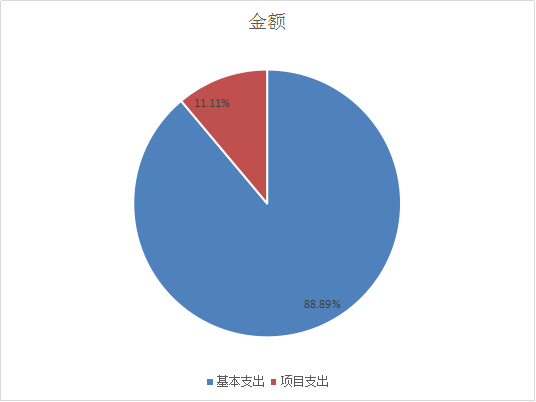 金额
11.11%
88.89%
基本支出 项目支出